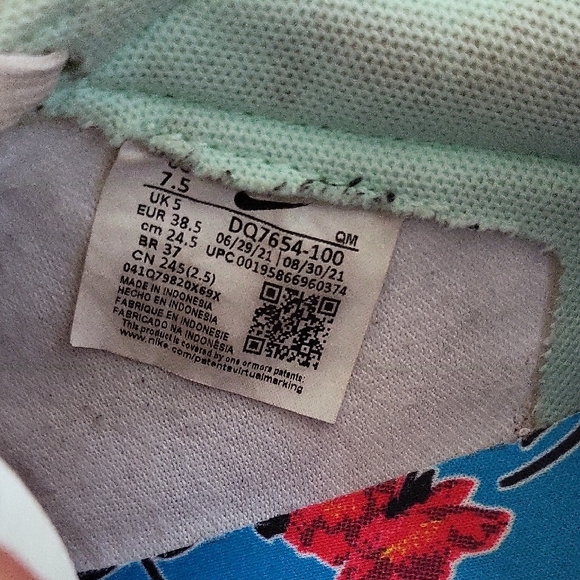 7.5
UK 5
EUR 38.5
cm 24.5
BR 37
CN 245(2.5)
041Q79820X69X
QM
DQ7654-100
06/29/21 | 08/30/21
UPC 00195866960374
MADE IN INDONESIA
HECHO EN INDONESIA
FABRIQUE EN INDONESIE
FABRICADO NA INDONESIA
This product is covered by one or more patents:
www.nike.com/patentsvirtualmarking